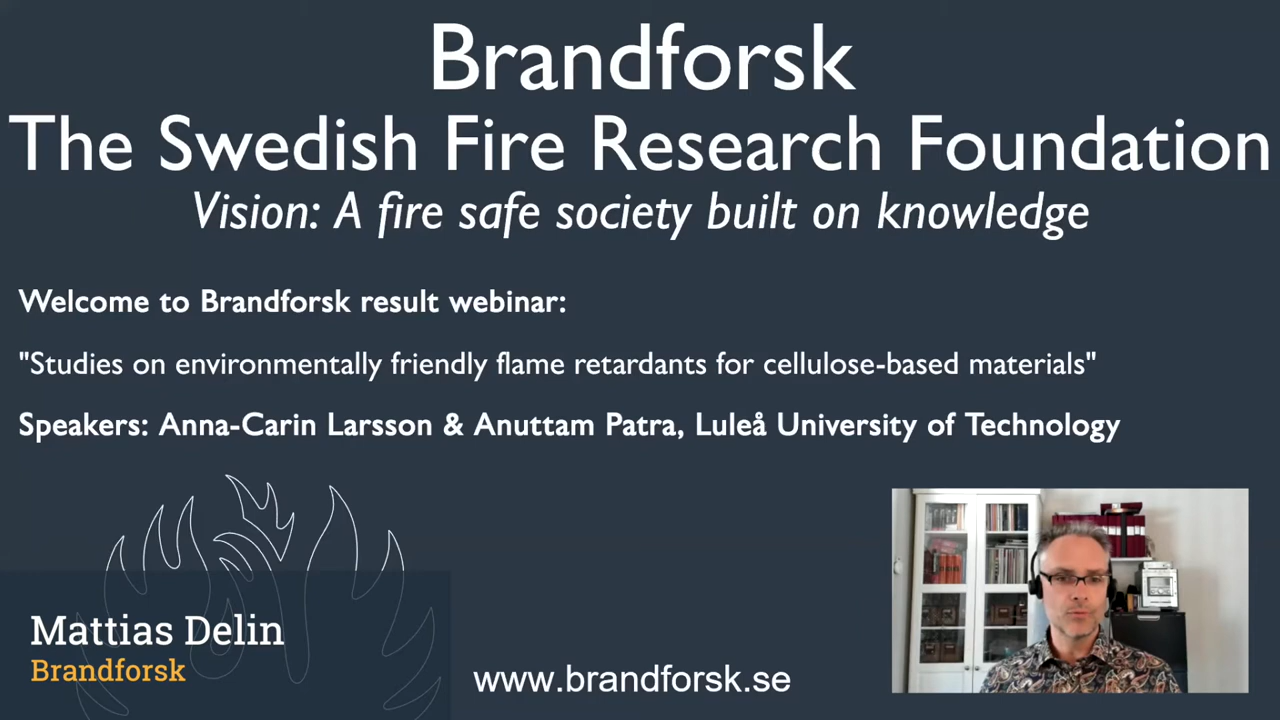 Brandforsk
The Swedish Fire Research Foundation
Vision: A fire safe society built on knowledge
Welcome to Brandforsk result webinar:
"Studies on environmentally friendly flame retardants for cellulose-based materials"
Speakers: Anna-Carin Larsson & Anuttam Patra, Luleå University of Technology
Mattias Delin
Brandforsk
www.brandforsk.se